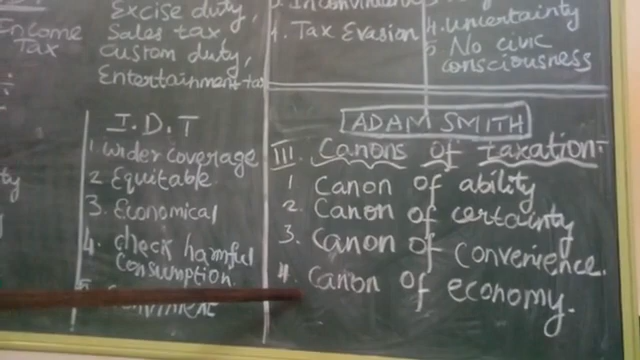 Income
Tax
Excise duty,
Sales tax,
custom duty,
Entertainment tax
Inconvenience
4. Tax Evasion
4. uncertainty
5. No civic
consciousness
I.D.T
1 wider coverage
2 Equitable.
3. Economical
4. check harmful
consumption.
ADAM SMITH
III. Canons of taxation:-
1 Canon of ability
2. Canon of certainty
3. Canon of convenience.
4. Canon of economy.